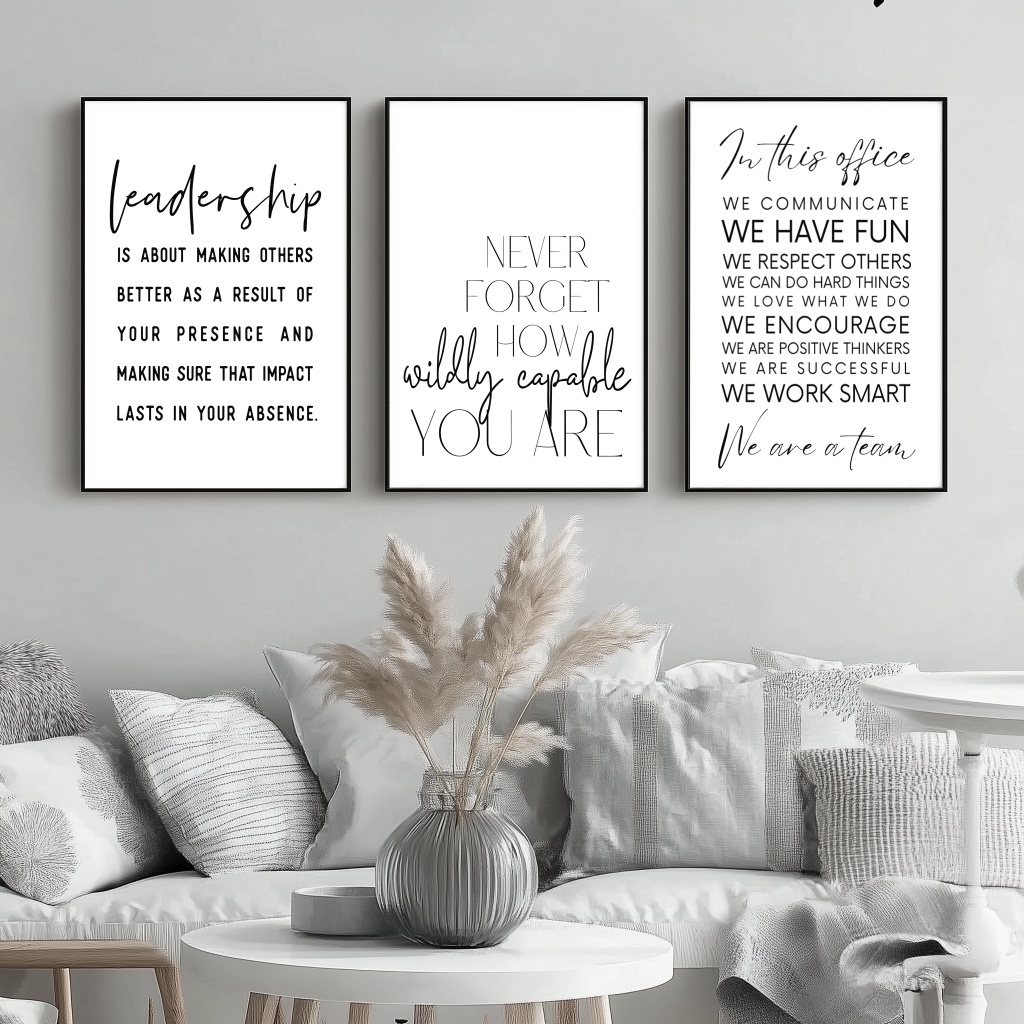 leadership
IS ABOUT MAKING OTHERS
BETTER AS A RESULT OF
YOUR PRESENCE AND
MAKING SURE THAT IMPACT
LASTS IN YOUR ABSENCE.
NEVER
FORGET
HOW
wildly capable
YOU ARE
In this office
WE COMMUNICATE
WE HAVE FUN
WE RESPECT OTHERS
WE CAN DO HARD THINGS
WE LOVE WHAT WE DO
WE ENCOURAGE
WE ARE POSITIVE THINKERS
WE ARE SUCCESSFUL
WE WORK SMART
We are a team